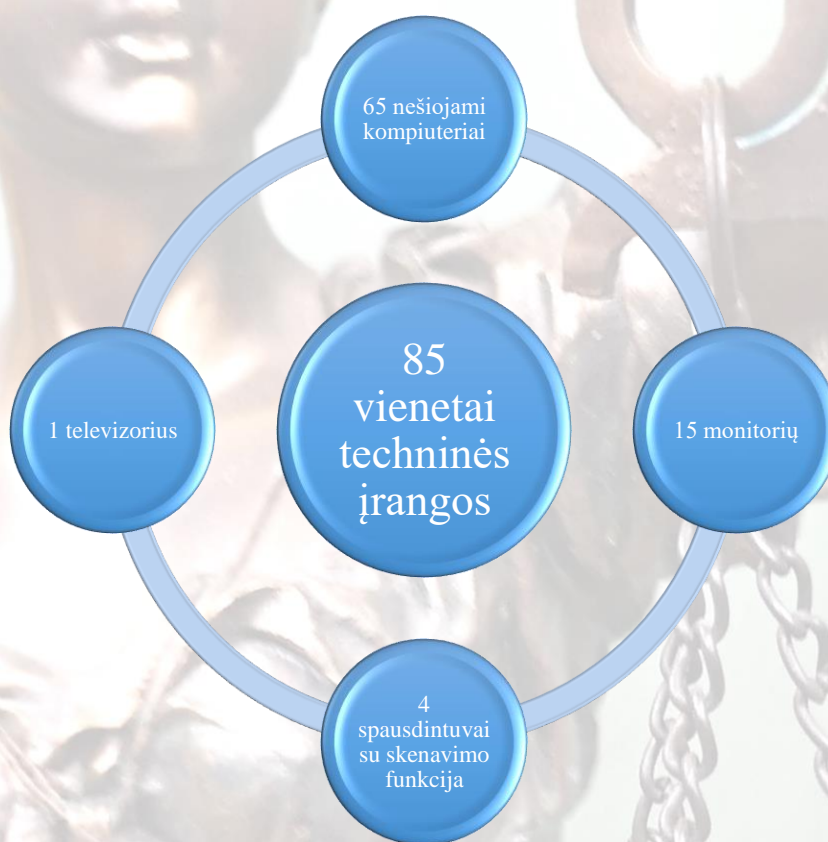 65 nešiojami
kompiuteriai
85
vienetai
techninės
įrangos
1 televizorius
15 monitorių
4
spausdintuvai
su skenavimo
funkcija